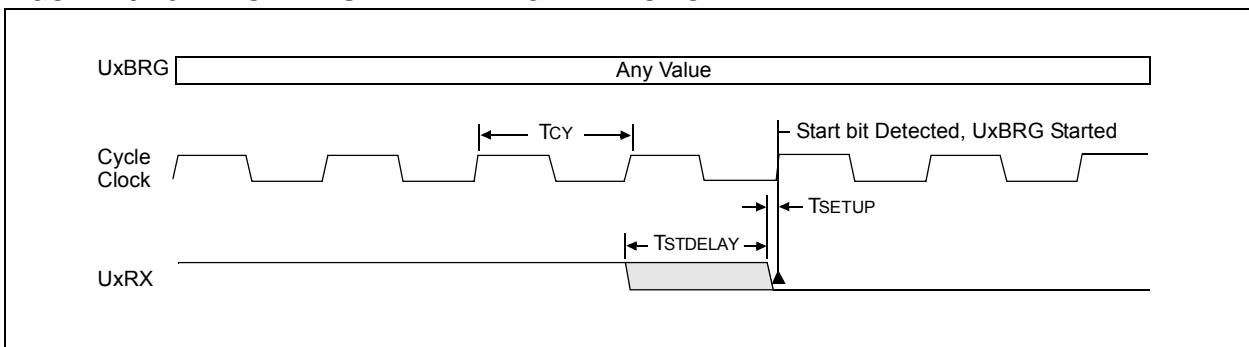 UxBRG
Any Value
TCY
Start bit Detected, UxBRG Started
Cycle
Clock
TSETUP
TSTDELAY
UxRX